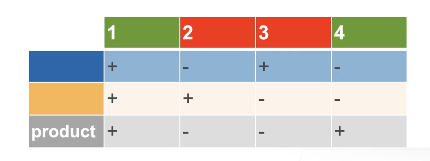 1 2 3 4
+ - + -
+ + - -
product + - - +